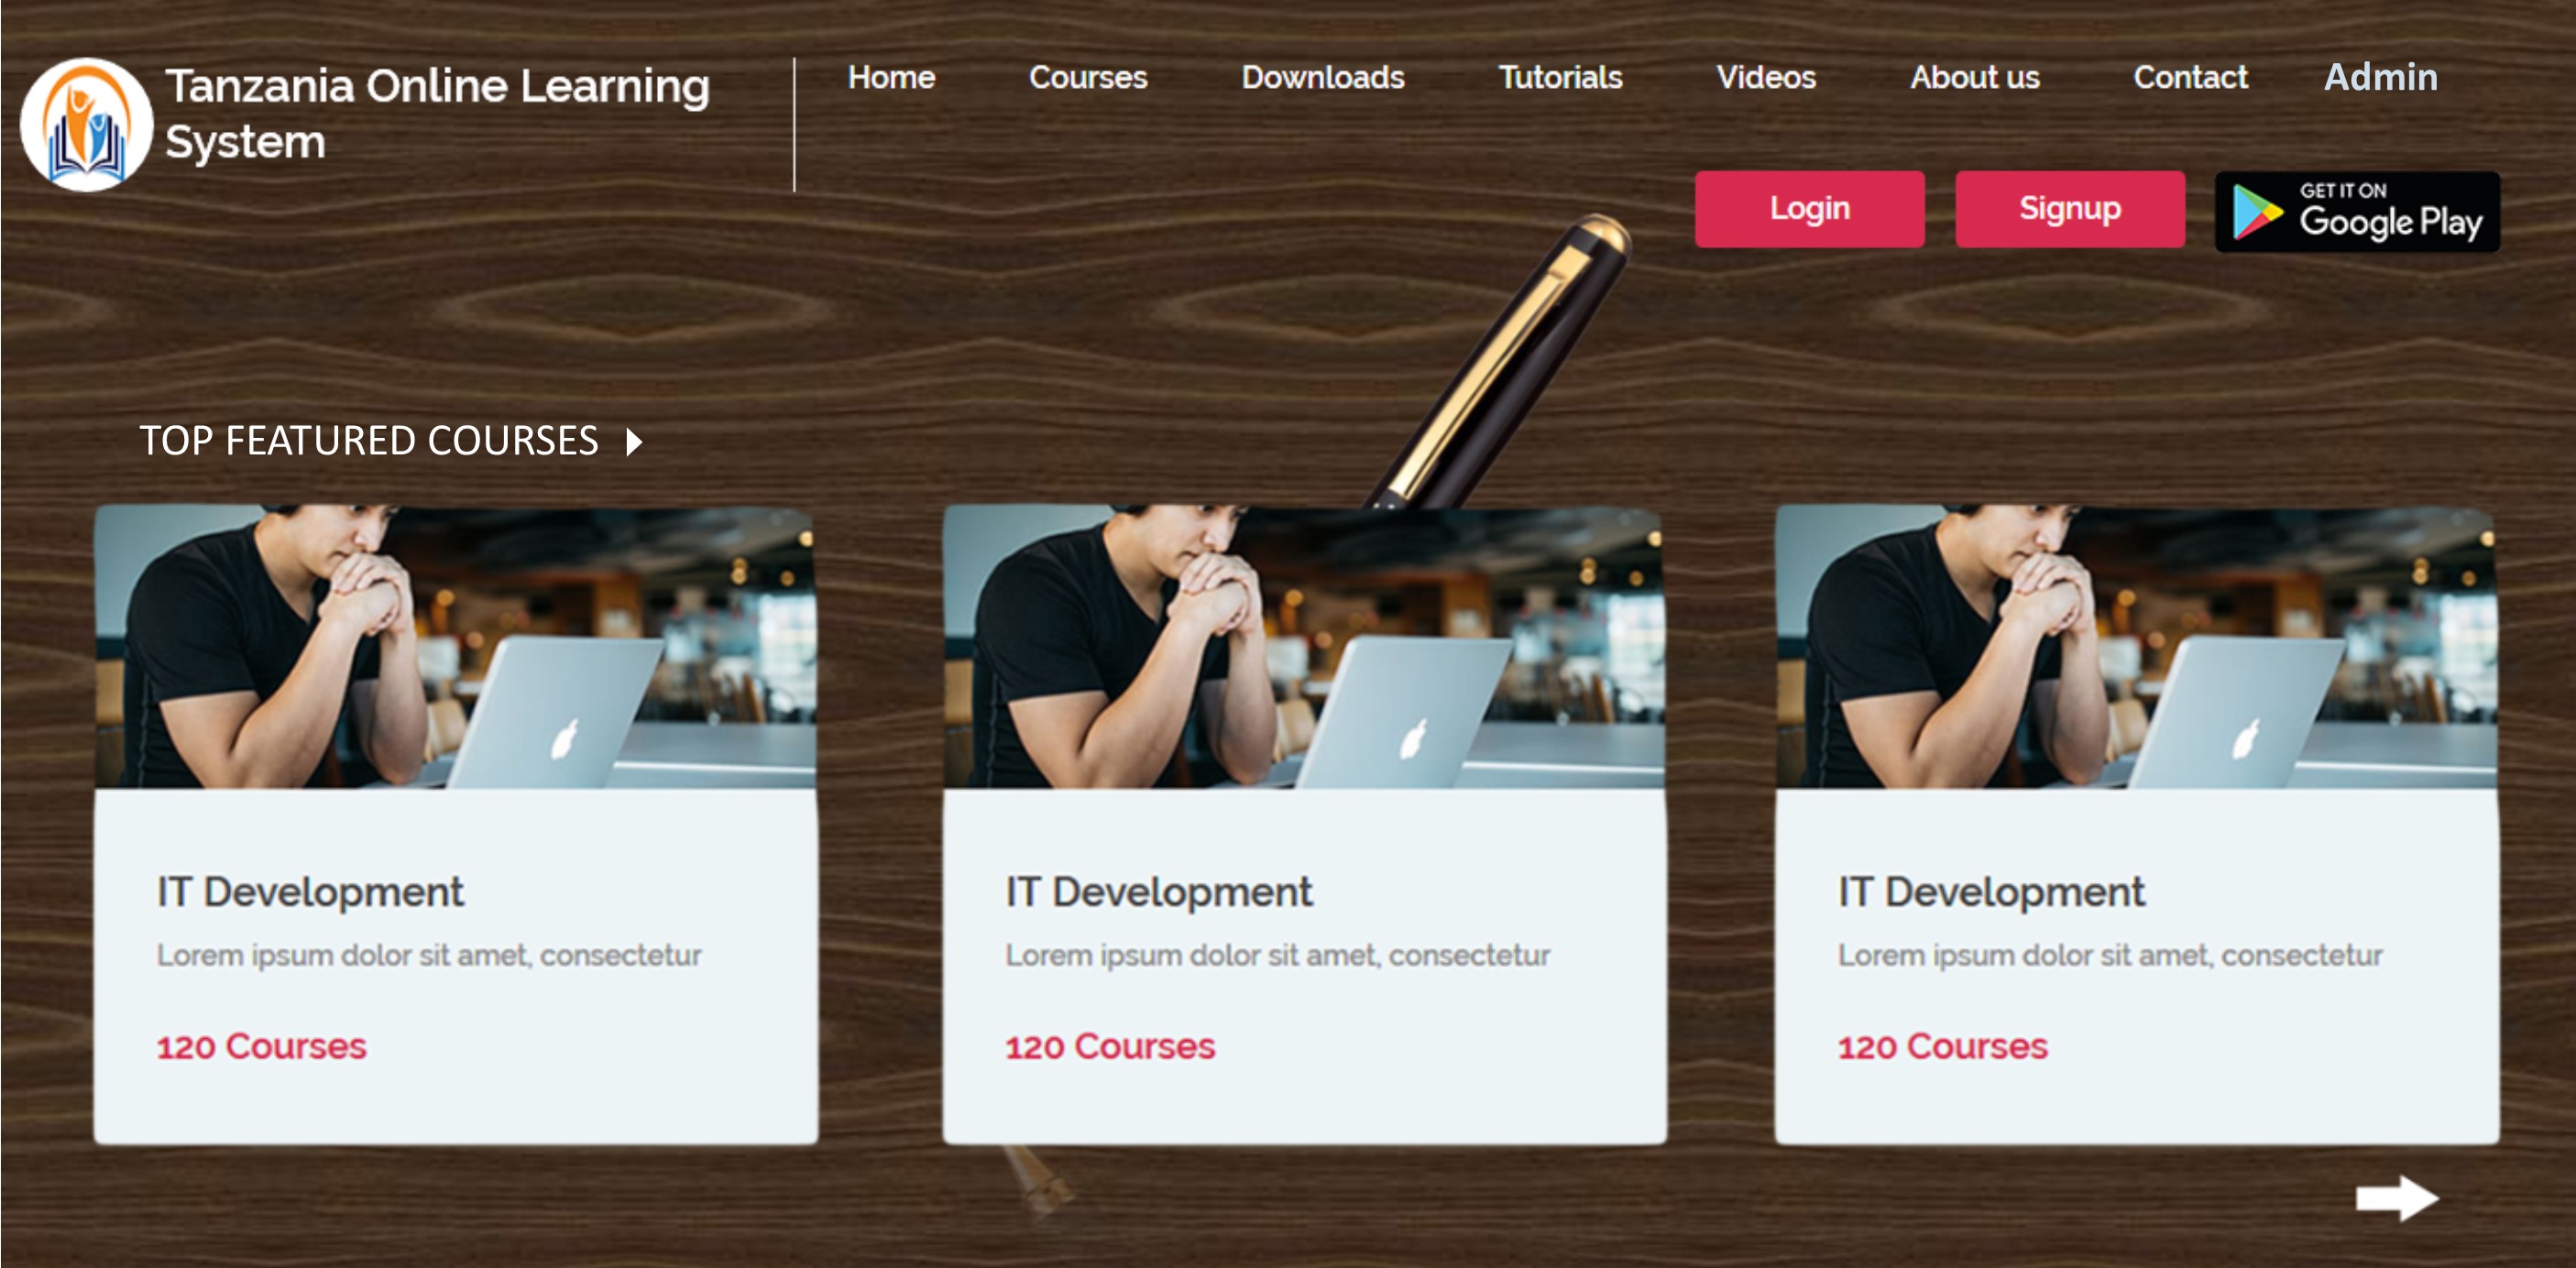 Tanzania Online Learning
System
Home Courses Downloads Tutorials Videos About us Contact Admin
Login Signup GET IT ON
Google Play
TOP FEATURED COURSES
IT Development
Lorem ipsum dolor sit amet, consectetur
120 Courses
IT Development
Lorem ipsum dolor sit amet, consectetur
120 Courses
IT Development
Lorem ipsum dolor sit amet, consectetur
120 Courses